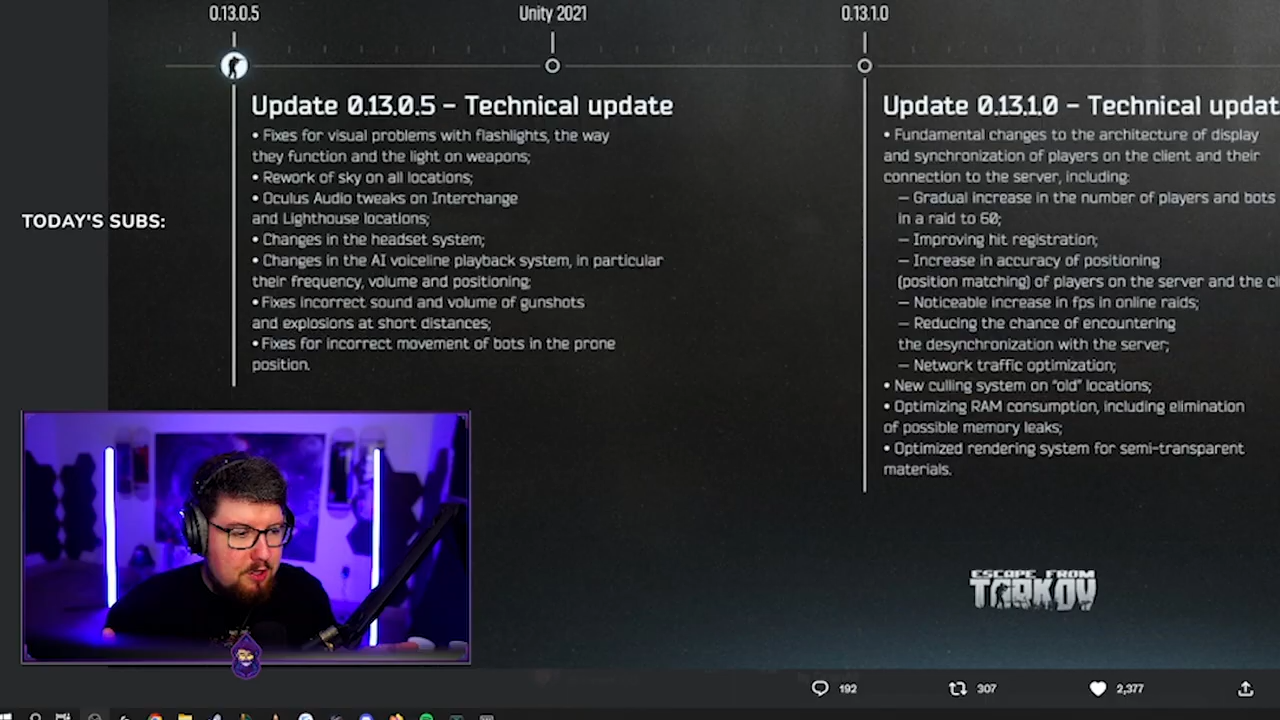 0.13.0.5
Unity 2021
0.13.1.0
Update 0.13.0.5 – Technical update
• Fixes for visual problems with flashlights, the way
they function and the light on weapons;
• Rework of sky on all locations;
• Oculus Audio tweaks on Interchange
and Lighthouse locations;
• Changes in the headset system;
• Changes in the AI voiceline playback system, in particular
their frequency, volume and positioning;
• Fixes incorrect sound and volume of gunshots
and explosions at short distances;
• Fixes for incorrect movement of bots in the prone
position.
Update 0.13.1.0 – Technical updat
• Fundamental changes to the architecture of display
and synchronization of players on the client and their
connection to the server, including:
– Gradual increase in the number of players and bots
in a raid to 60;
– Improving hit registration;
– Increase in accuracy of positioning
(position matching) of players on the server and the cli
– Noticeable increase in fps in online raids;
– Reducing the chance of encountering
the desynchronization with the server;
– Network traffic optimization;
• New culling system on "old" locations;
• Optimizing RAM consumption, including elimination
of possible memory leaks;
• Optimized rendering system for semi-transparent
materials.
TODAY'S SUBS:
ESCAPE FROM
TARKOV
192
307
2,377